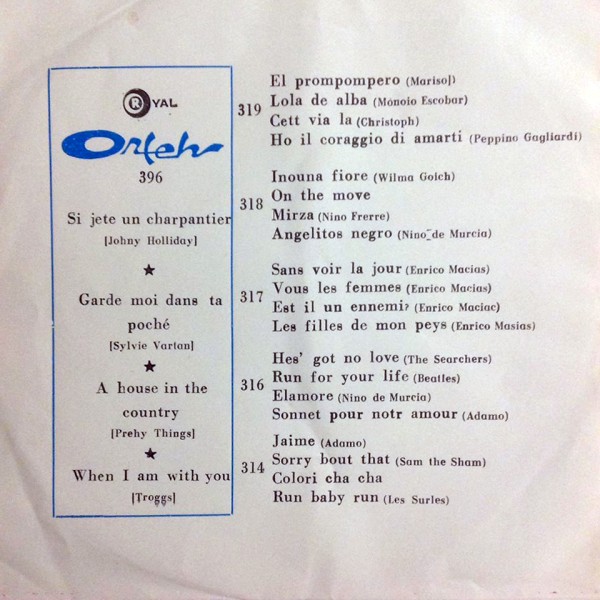 ROYAL
Orfeh
396
Si jete un charpantier
[Johny Holliday]
Garde moi dans ta
poché
[Sylvie Vartan]
A house in the
country
[Prehy Things]
When I am with you
[Troggs]
319
El prompompero (Marisol)
Lola de alba (Monoio Escobar)
Cett via la (Christoph)
Ho il coraggio di amarti (Peppino Gagliardi)
318
Inouna fiore (Wilma Goich)
On the move
Mirza (Nino Frerre)
Angelitos negro (Nino de Murcia)
317
Sans voir la jour (Enrico Macias)
Vous les femmes (Enrico Macias)
Est il un ennemi? (Enrico Maciac)
Les filles de mon peys (Enrico Masias)
316
Hes' got no love (The Searchers)
Run for your life (Beatles)
Elamore (Nino de Murcia)
Sonnet pour notr amour (Adamo)
314
Jaime (Adamo)
Sorry bout that (Sam the Sham)
Colori cha cha
Run baby run (Les Surles)